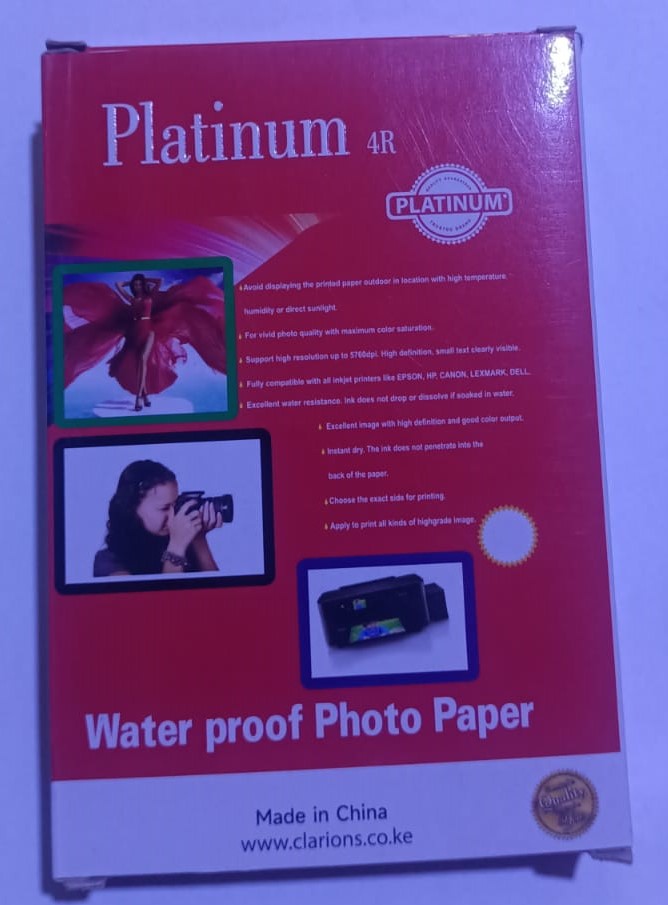 Platinum 4R
QUALITY GUARANTEED
PLATINUM
TRUSTED BRAND
Avoid displaying the printed paper outdoor in location with high temperature.
humidity or direct sunlight.
For vivid photo quality with maximum color saturation.
Support high resolution up to 5760dpi. High definition, small text clearly visible.
Fully compatible with all inkjet printers like EPSON, HP, CANON, LEXMARK, DELL.
Excellent water resistance. Ink does not drop or dissolve if soaked in water.
Excellent image with high definition and good color output.
Instant dry. The ink does not penetrate into the
back of the paper.
Choose the exact side for printing.
Apply to print all kinds of highgrade image.
Water proof Photo Paper
Quality
Made in China
www.clarions.co.ke